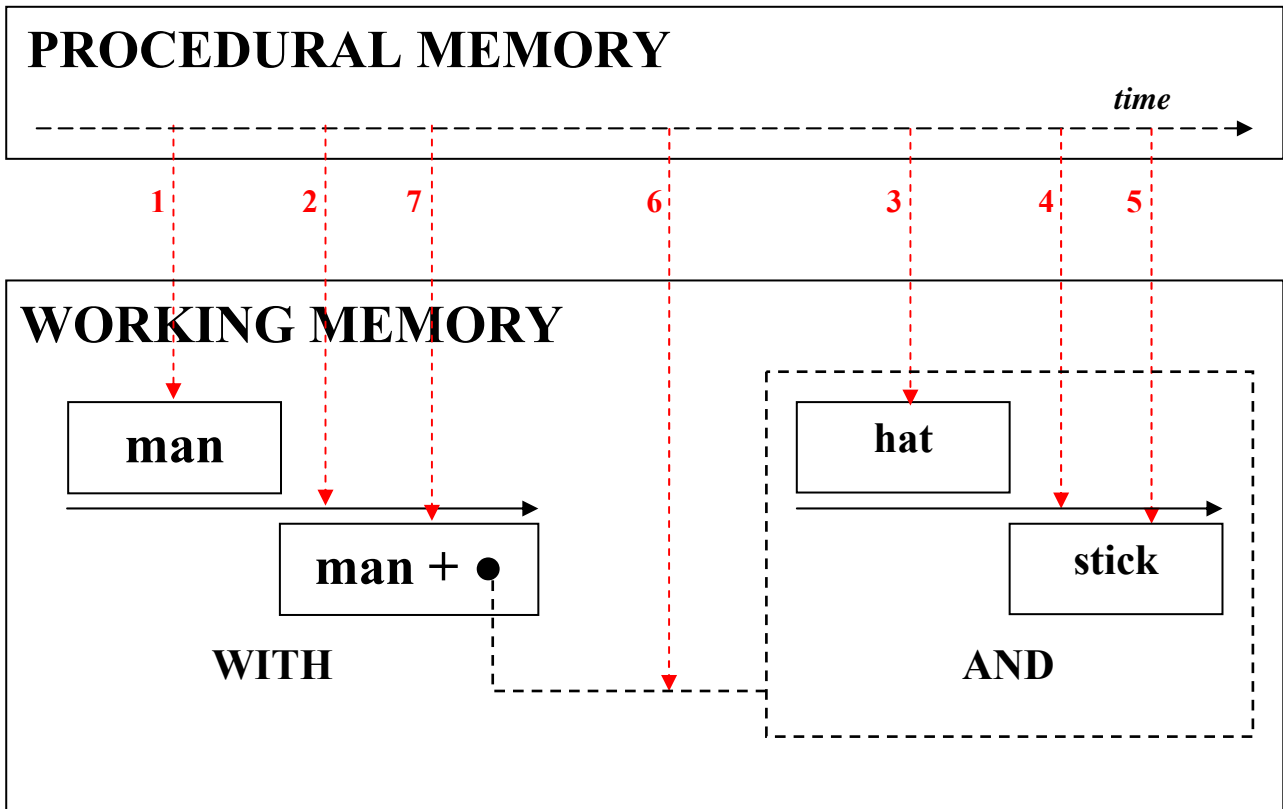 PROCEDURAL MEMORY
time
1 2 7 6 3 4 5
WORKING MEMORY
man
hat
man + ●
stick
WITH
AND